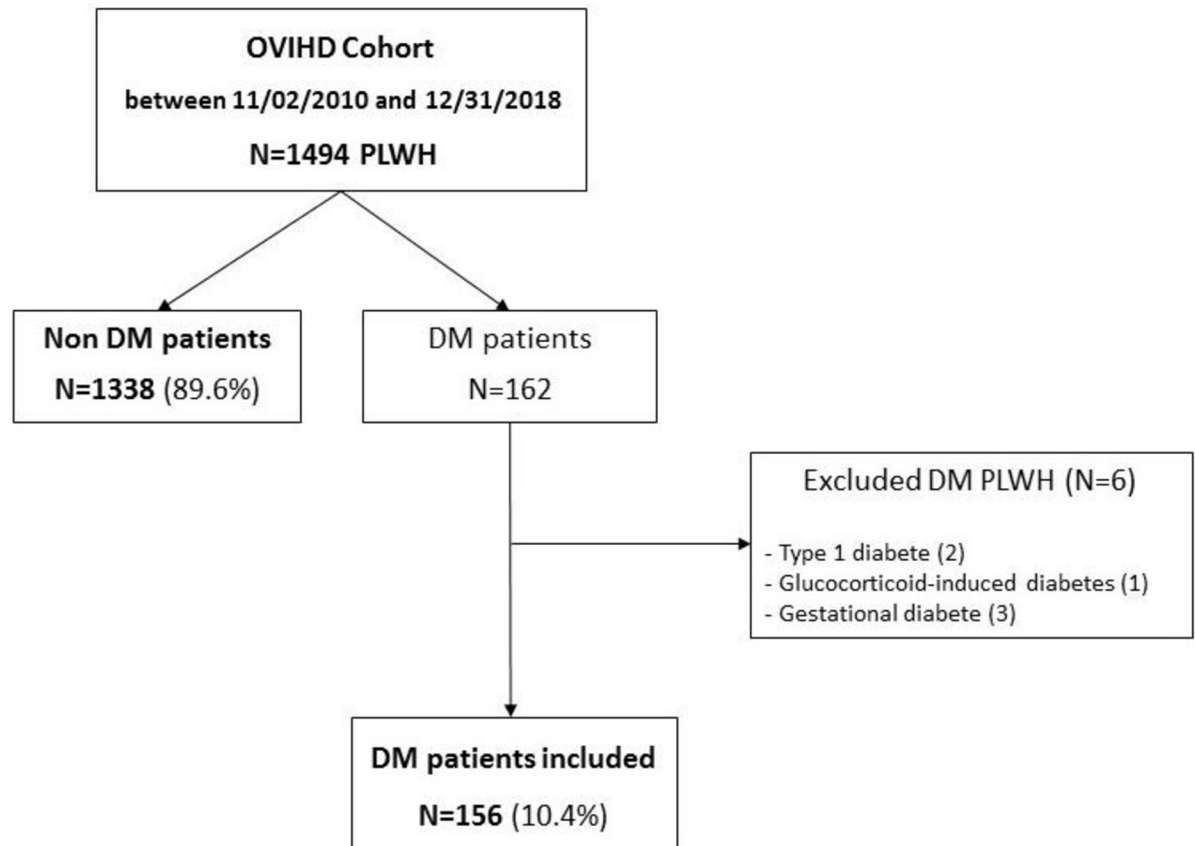 OVIHD Cohort
between 11/02/2010 and 12/31/2018
N=1494 PLWH
Non DM patients
N=1338 (89.6%)
DM patients
N=162
Excluded DM PLWH (N=6)
- Type 1 diabete (2)
- Glucocorticoid-induced diabetes (1)
- Gestational diabete (3)
DM patients included
N=156 (10.4%)